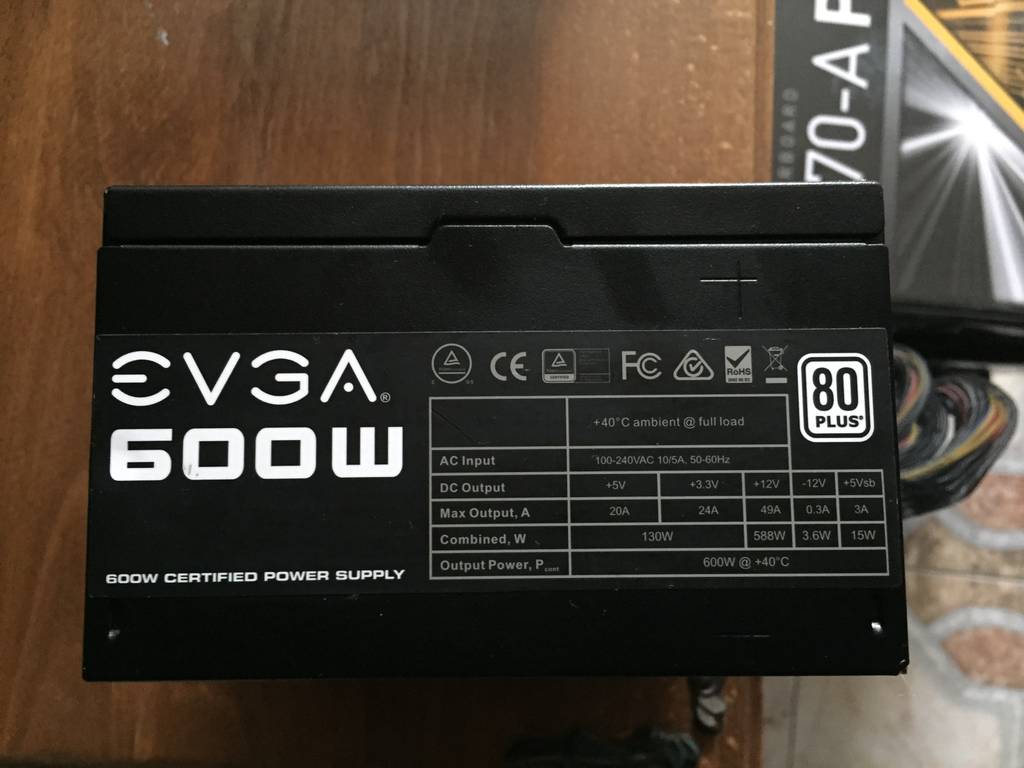 70-A P
EVGA®
600W
600W CERTIFIED POWER SUPPLY
CE
FC
RoHS
80
PLUS®
+40°C ambient @ full load
AC Input 100-240VAC 10/5A, 50-60Hz
DC Output +5V +3.3V +12V -12V +5Vsb
Max Output, A 20A 24A 49A 0.3A 3A
Combined, W 130W 588W 3.6W 15W
Output Power, Pcont 600W @ +40°C